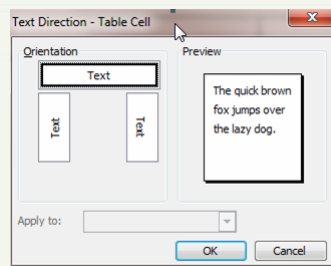 Text Direction - Table Cell
Orientation
Text
Text
Text
Preview
The quick brown
fox jumps over
the lazy dog.
Apply to:
OK
Cancel